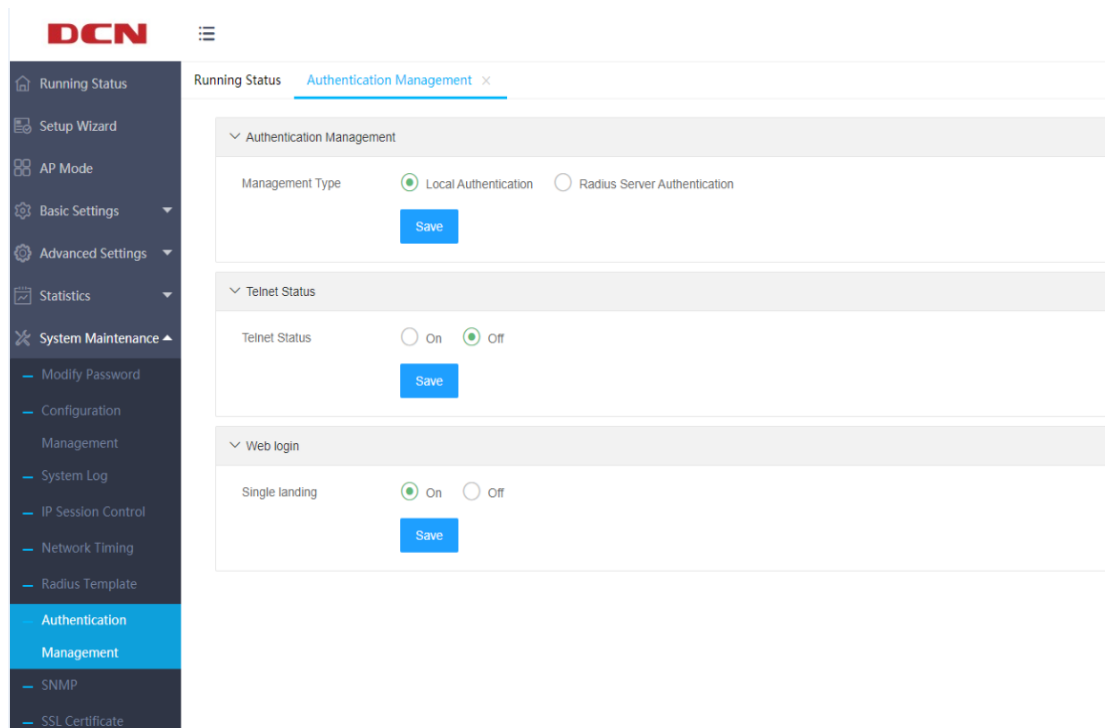 DCN
Running Status
Setup Wizard
AP Mode
Basic Settings
Advanced Settings
Statistics
System Maintenance
Modify Password
Configuration
Management
System Log
IP Session Control
Network Timing
Radius Template
Authentication
Management
SNMP
SSL Certificate
Running Status Authentication Management
Authentication Management
Management Type Local Authentication Radius Server Authentication
Save
Telnet Status
Telnet Status On Off
Save
Web login
Single landing On Off
Save